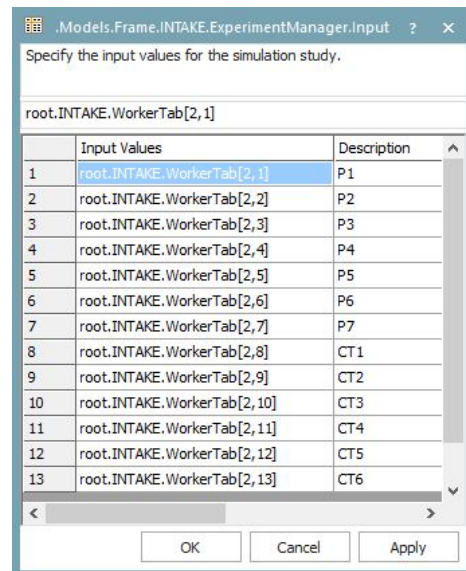 .Models.Frame.INTAKE.ExperimentManager.Input ? ×
Specify the input values for the simulation study.
root.INTAKE.WorkerTab[2,1]
Input Values Description
1 root.INTAKE.WorkerTab[2,1] P1
2 root.INTAKE.WorkerTab[2,2] P2
3 root.INTAKE.WorkerTab[2,3] P3
4 root.INTAKE.WorkerTab[2,4] P4
5 root.INTAKE.WorkerTab[2,5] P5
6 root.INTAKE.WorkerTab[2,6] P6
7 root.INTAKE.WorkerTab[2,7] P7
8 root.INTAKE.WorkerTab[2,8] CT1
9 root.INTAKE.WorkerTab[2,9] CT2
10 root.INTAKE.WorkerTab[2,10] CT3
11 root.INTAKE.WorkerTab[2,11] CT4
12 root.INTAKE.WorkerTab[2,12] CT5
13 root.INTAKE.WorkerTab[2,13] CT6
OK Cancel Apply